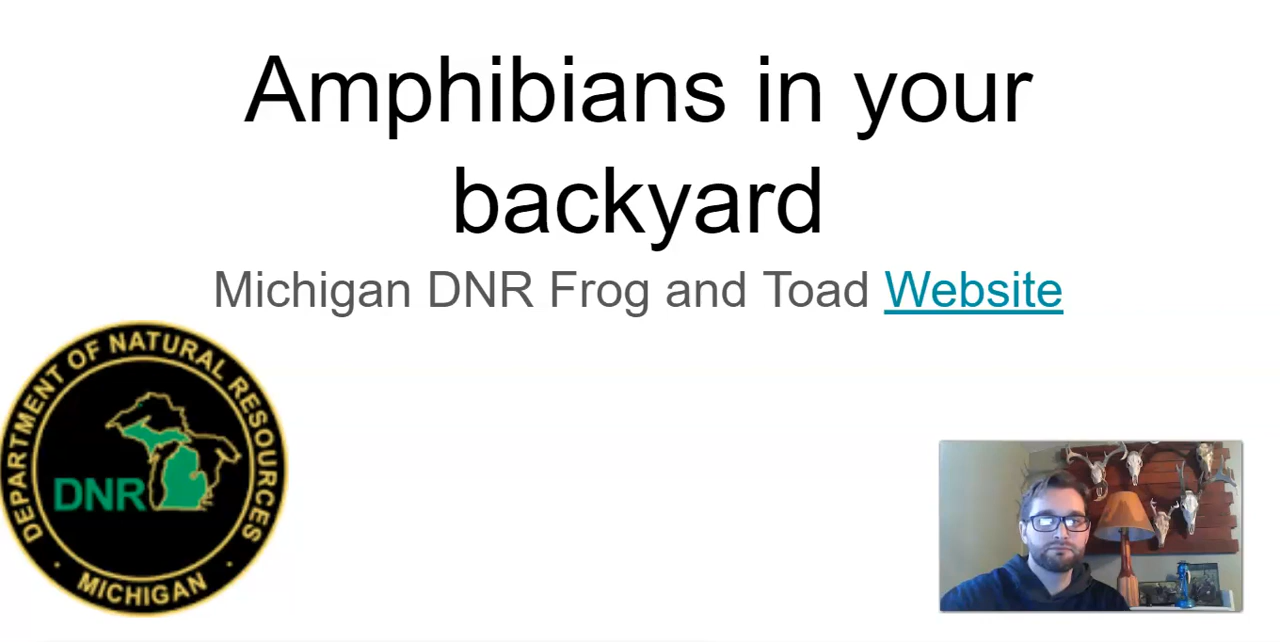 Amphibians in your
backyard
Michigan DNR Frog and Toad Website
DEPARTMENT OF NATURAL RESOURCES
DNR
· MICHIGAN ·